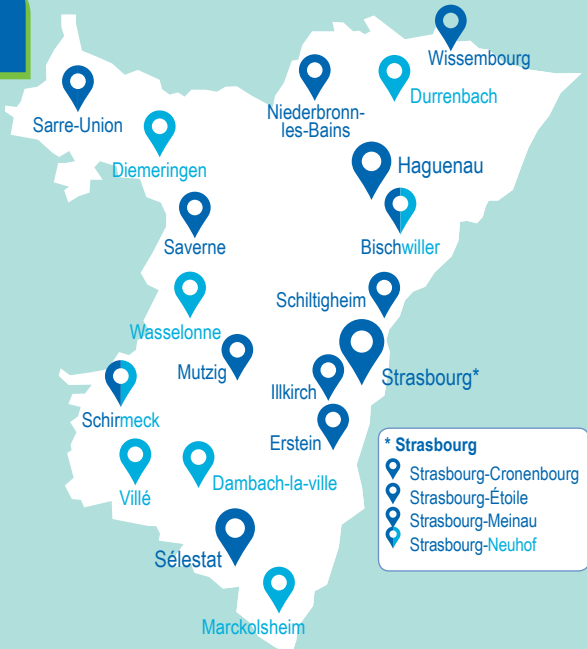 Wissembourg
Durrenbach
Sarre-Union
Niederbronn-
les-Bains
Diemeringen
Haguenau
Saverne
Bischwiller
Schiltigheim
Wasselonne
Mutzig
Strasbourg*
Illkirch
Schirmeck
Erstein
* Strasbourg
Strasbourg-Cronenbourg
Strasbourg-Étoile
Strasbourg-Meinau
Strasbourg-Neuhof
Villé
Dambach-la-ville
Sélestat
Marckolsheim